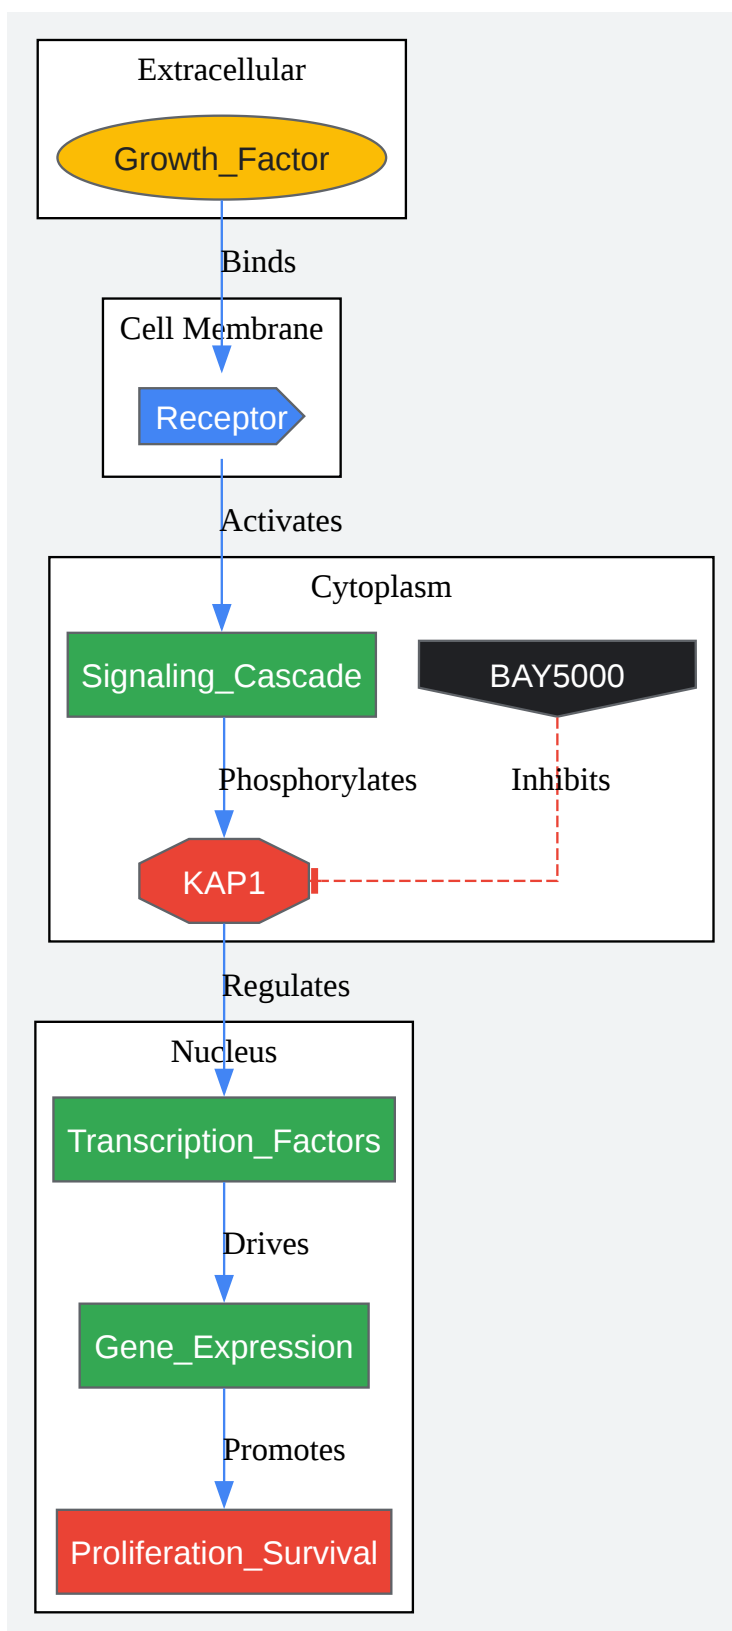 Extracellular
Growth_Factor
Binds
Cell Membrane
Receptor
Activates
Cytoplasm
Signaling_Cascade
BAY5000
Phosphorylates
Inhibits
KAP1
Regulates
Nucleus
Transcription_Factors
Drives
Gene_Expression
Promotes
Proliferation_Survival